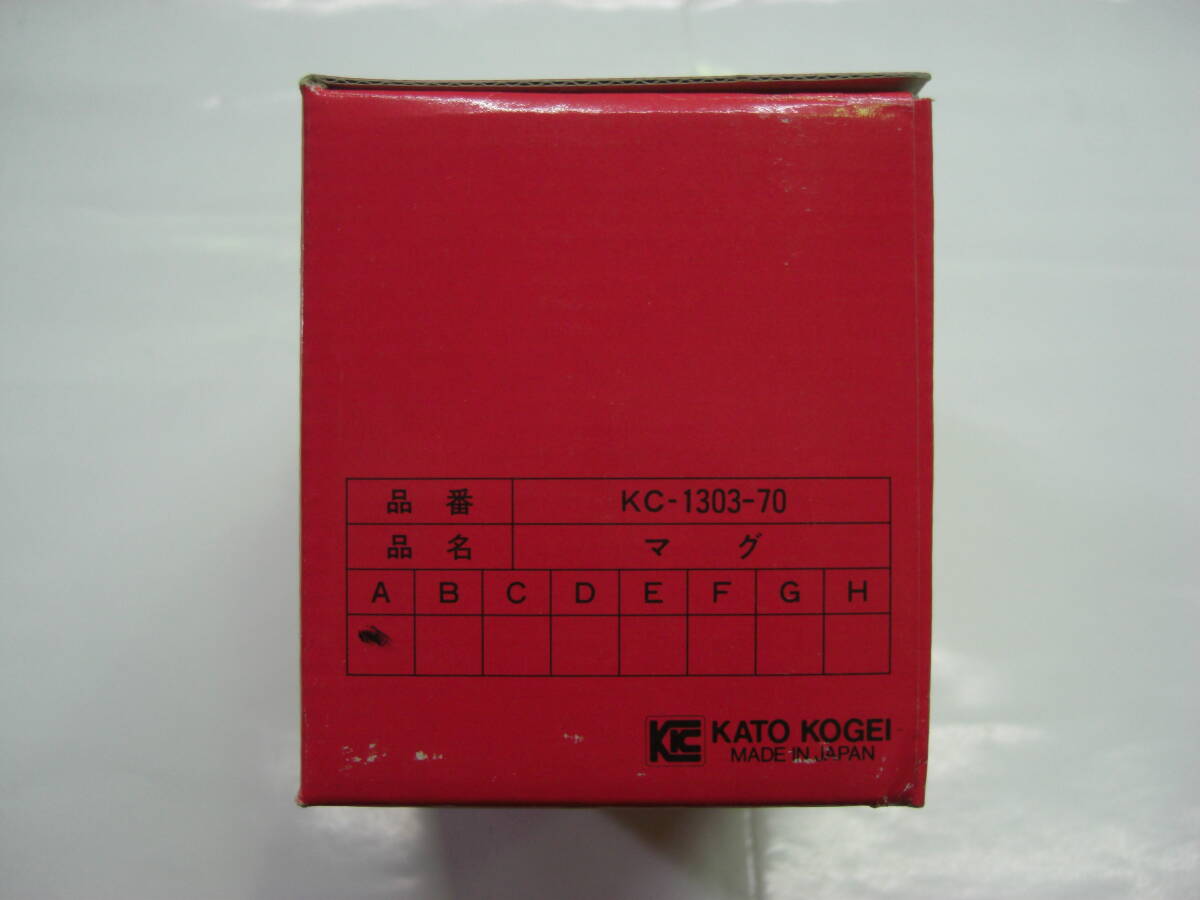 品番 KC-1303-70
品名 マグ
A B C D E F G H
KC KATO KOGEI
MADE IN JAPAN